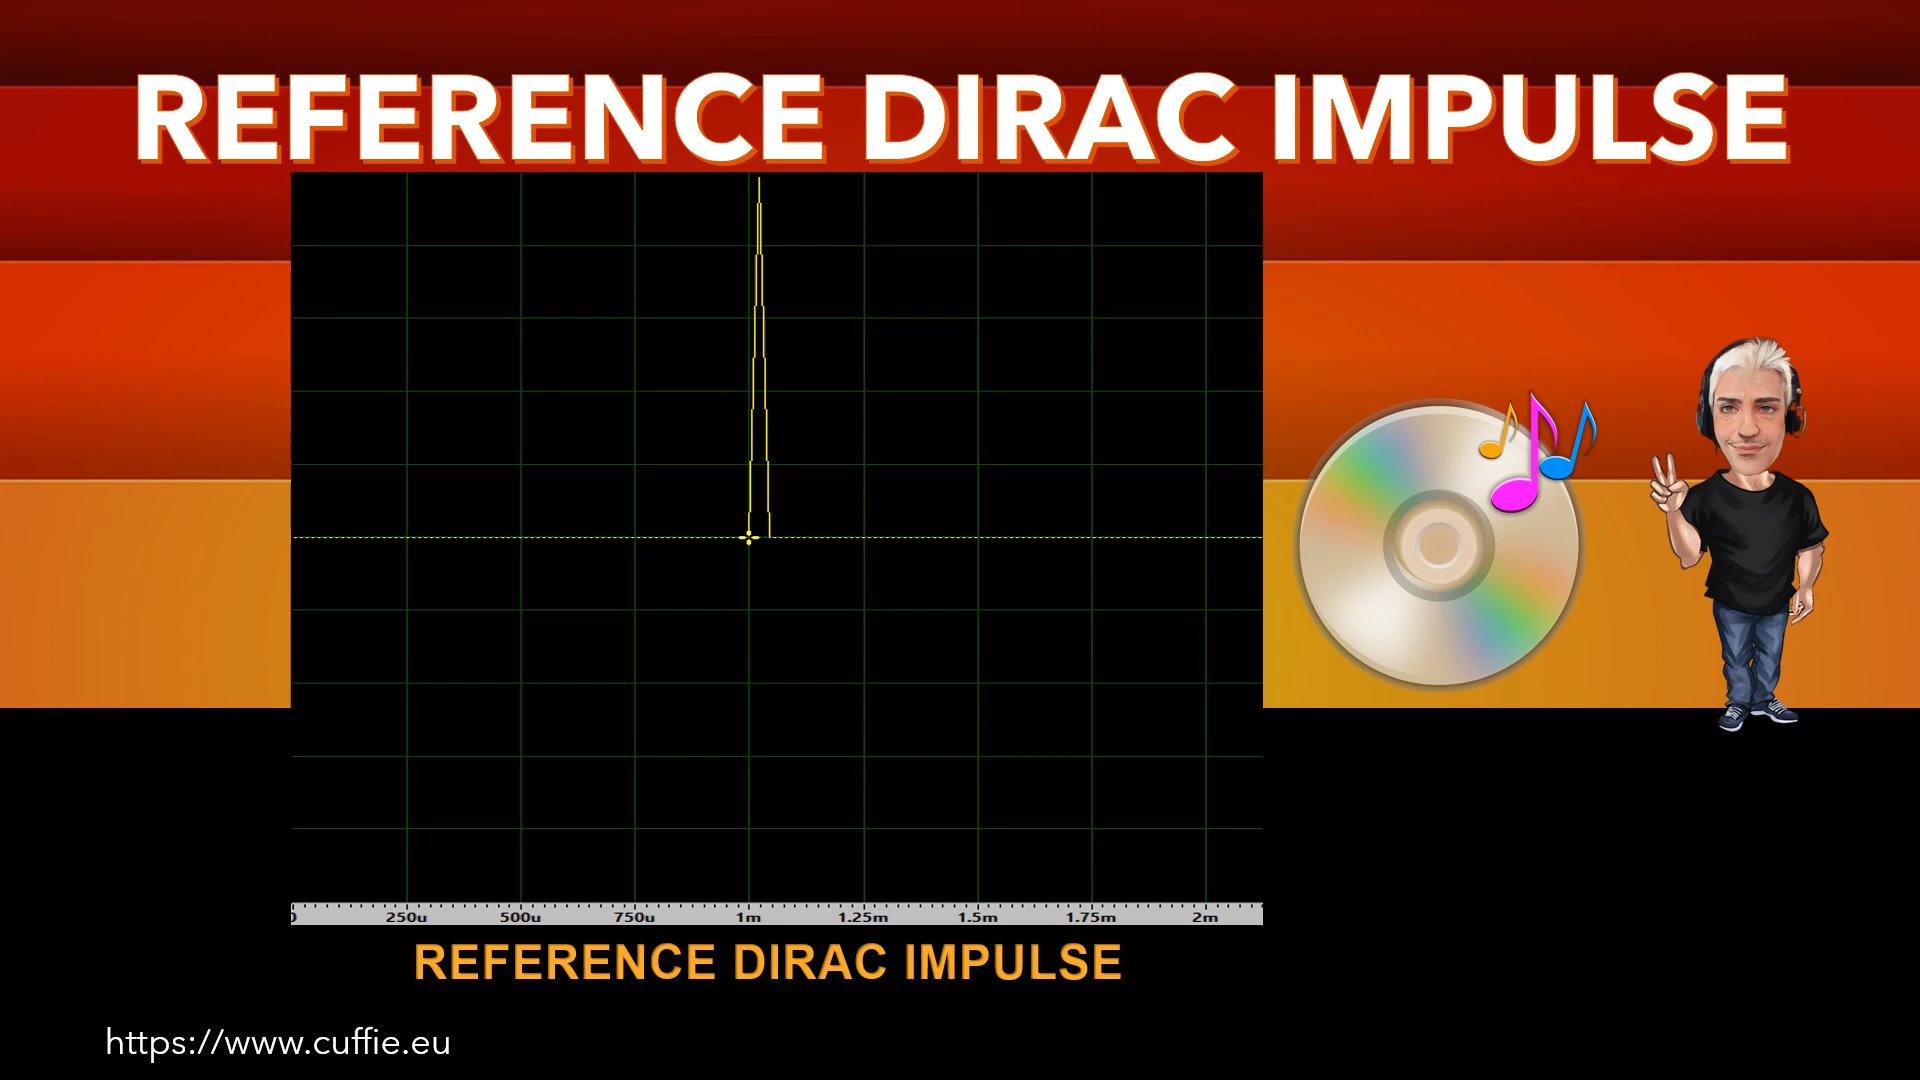 REFERENCE DIRAC IMPULSE
0 250u 500u 750u 1m 1.25m 1.5m 1.75m 2m
REFERENCE DIRAC IMPULSE
https://www.cuffie.eu